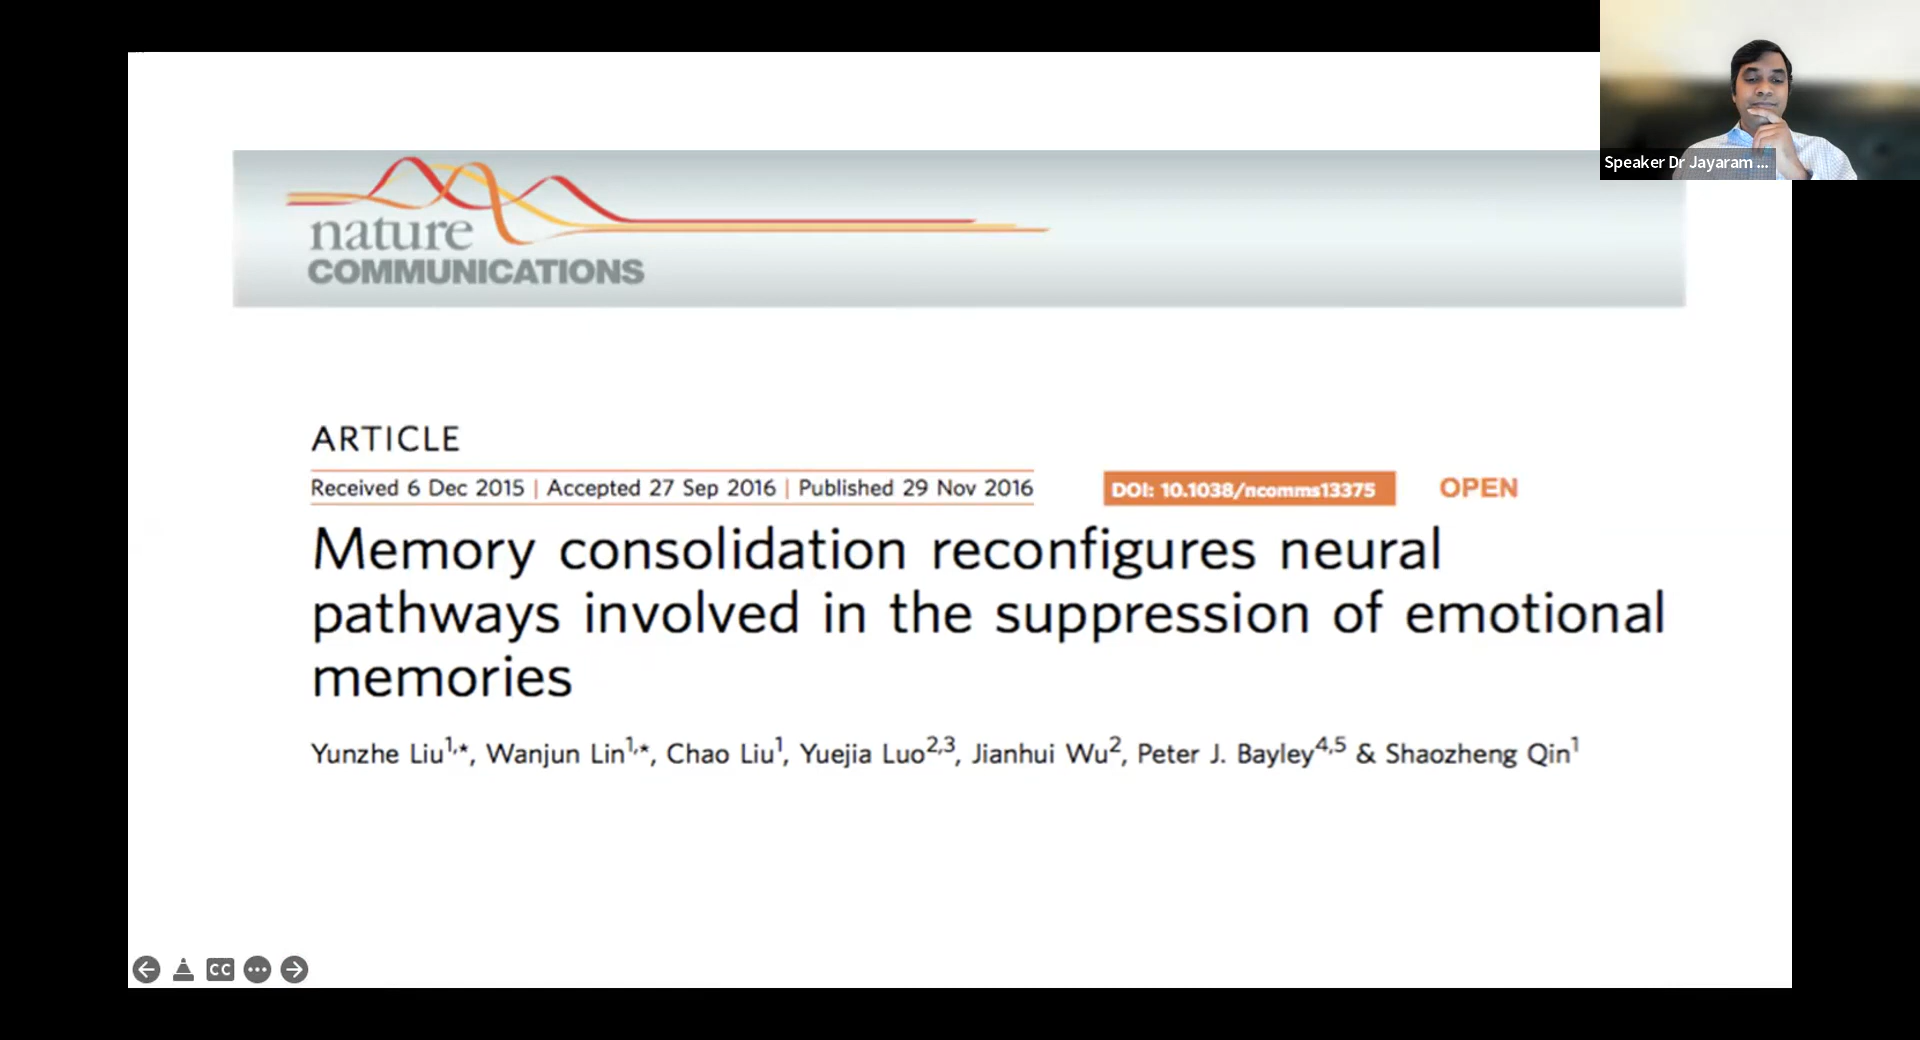 Speaker Dr Jayaram ...
nature
COMMUNICATIONS
ARTICLE
Received 6 Dec 2015 | Accepted 27 Sep 2016 | Published 29 Nov 2016
DOI: 10.1038/ncomms13375
OPEN
Memory consolidation reconfigures neural
pathways involved in the suppression of emotional
memories
Yunzhe Liu1,*, Wanjun Lin1,*, Chao Liu1, Yuejia Luo2,3, Jianhui Wu2, Peter J. Bayley4,5 & Shaozheng Qin1
CC